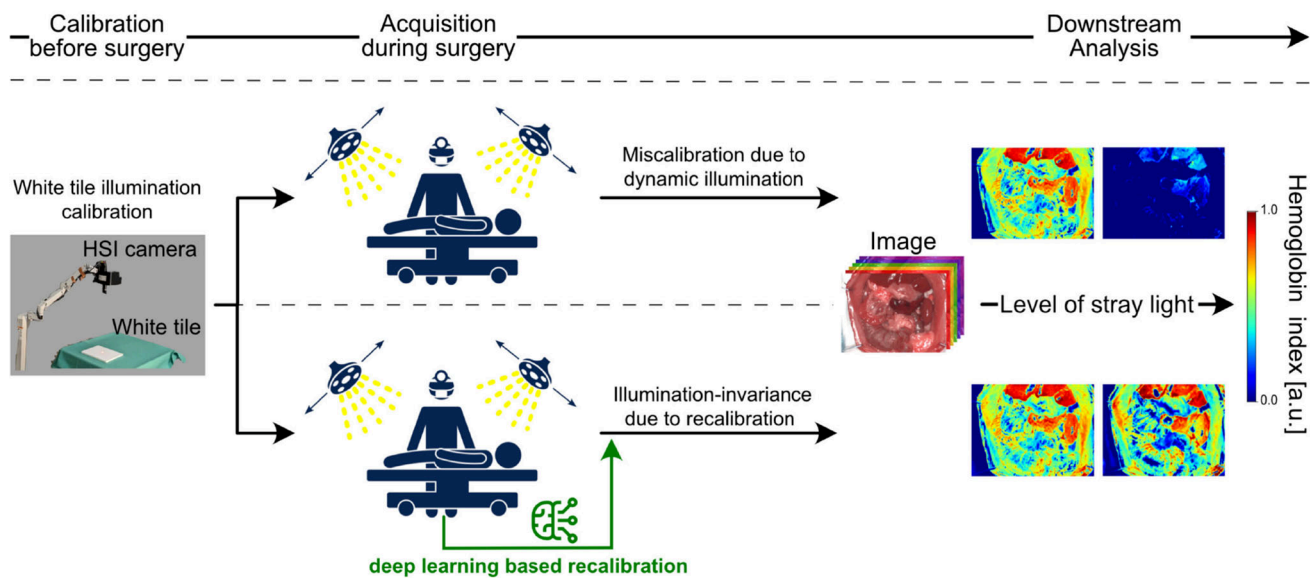 Calibration
before surgery
Acquisition
during surgery
Downstream
Analysis
White tile illumination
calibration
HSI camera
White tile
Miscalibration due to
dynamic illumination
Image
Level of stray light
1.0
0.0
Hemoglobin index [a.u.]
Illumination-invariance
due to recalibration
deep learning based recalibration